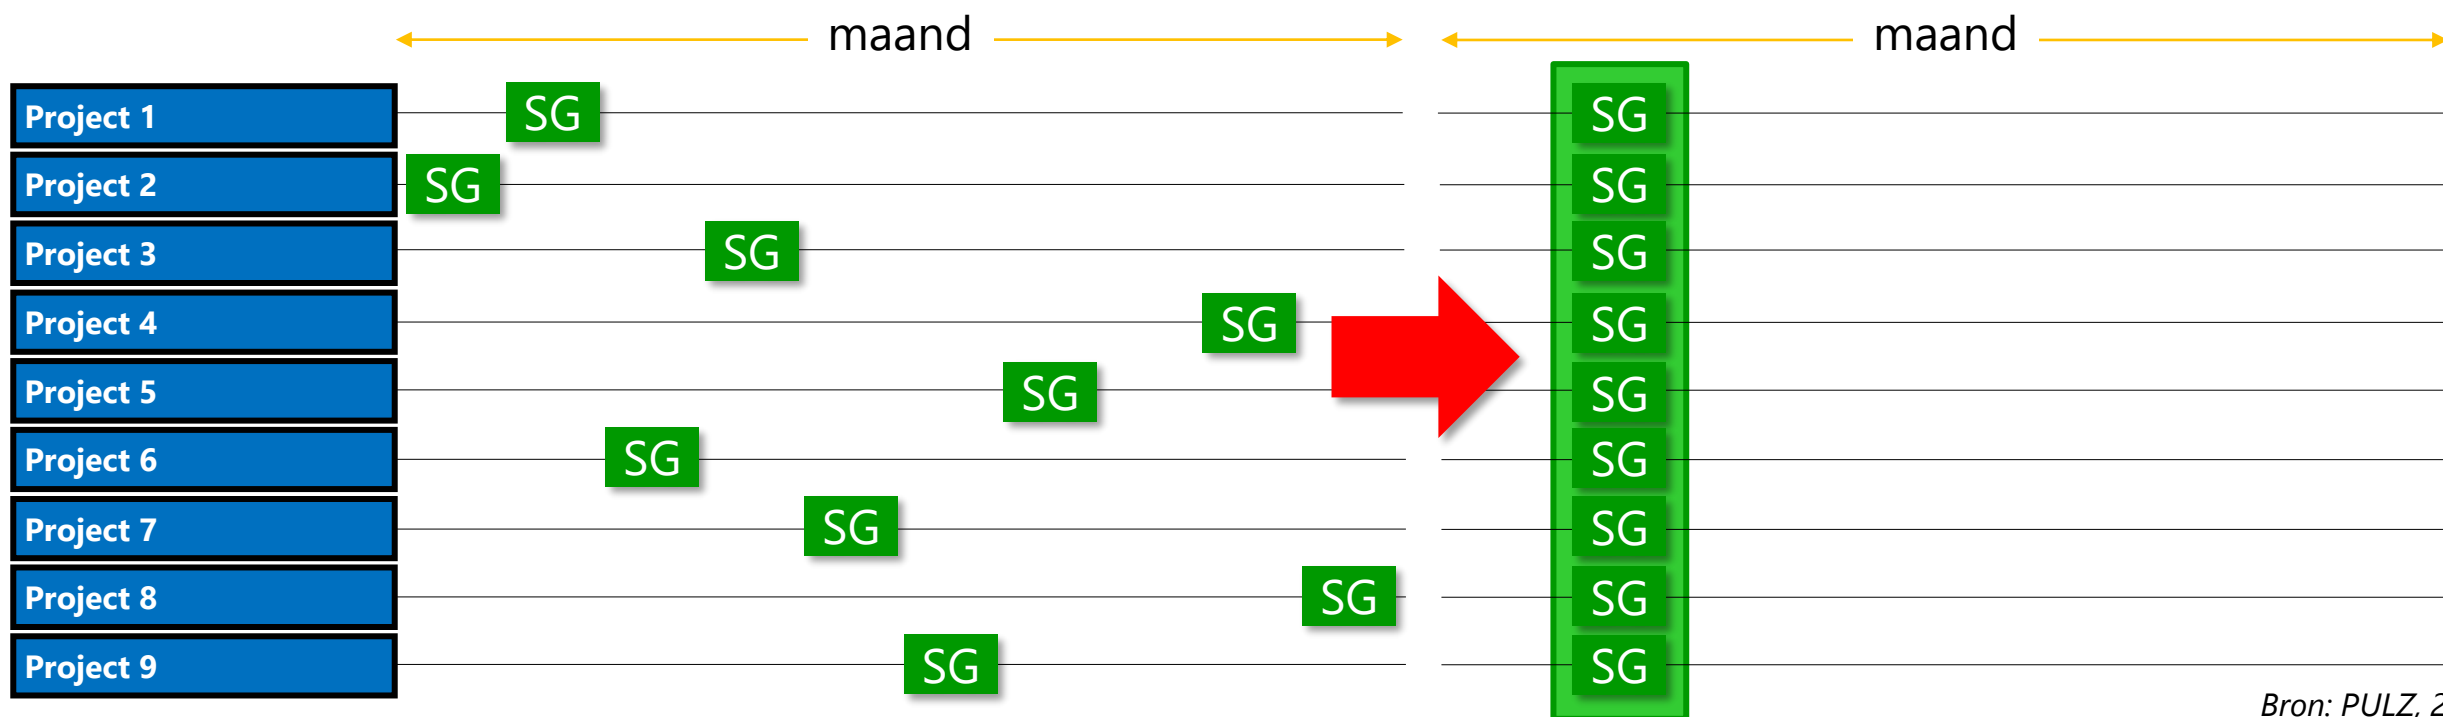 maand maand
Project 1 SG SG
Project 2 SG SG
Project 3 SG SG
Project 4 SG SG
Project 5 SG SG
Project 6 SG SG
Project 7 SG SG
Project 8 SG SG
Project 9 SG SG
Bron: PULZ, 2